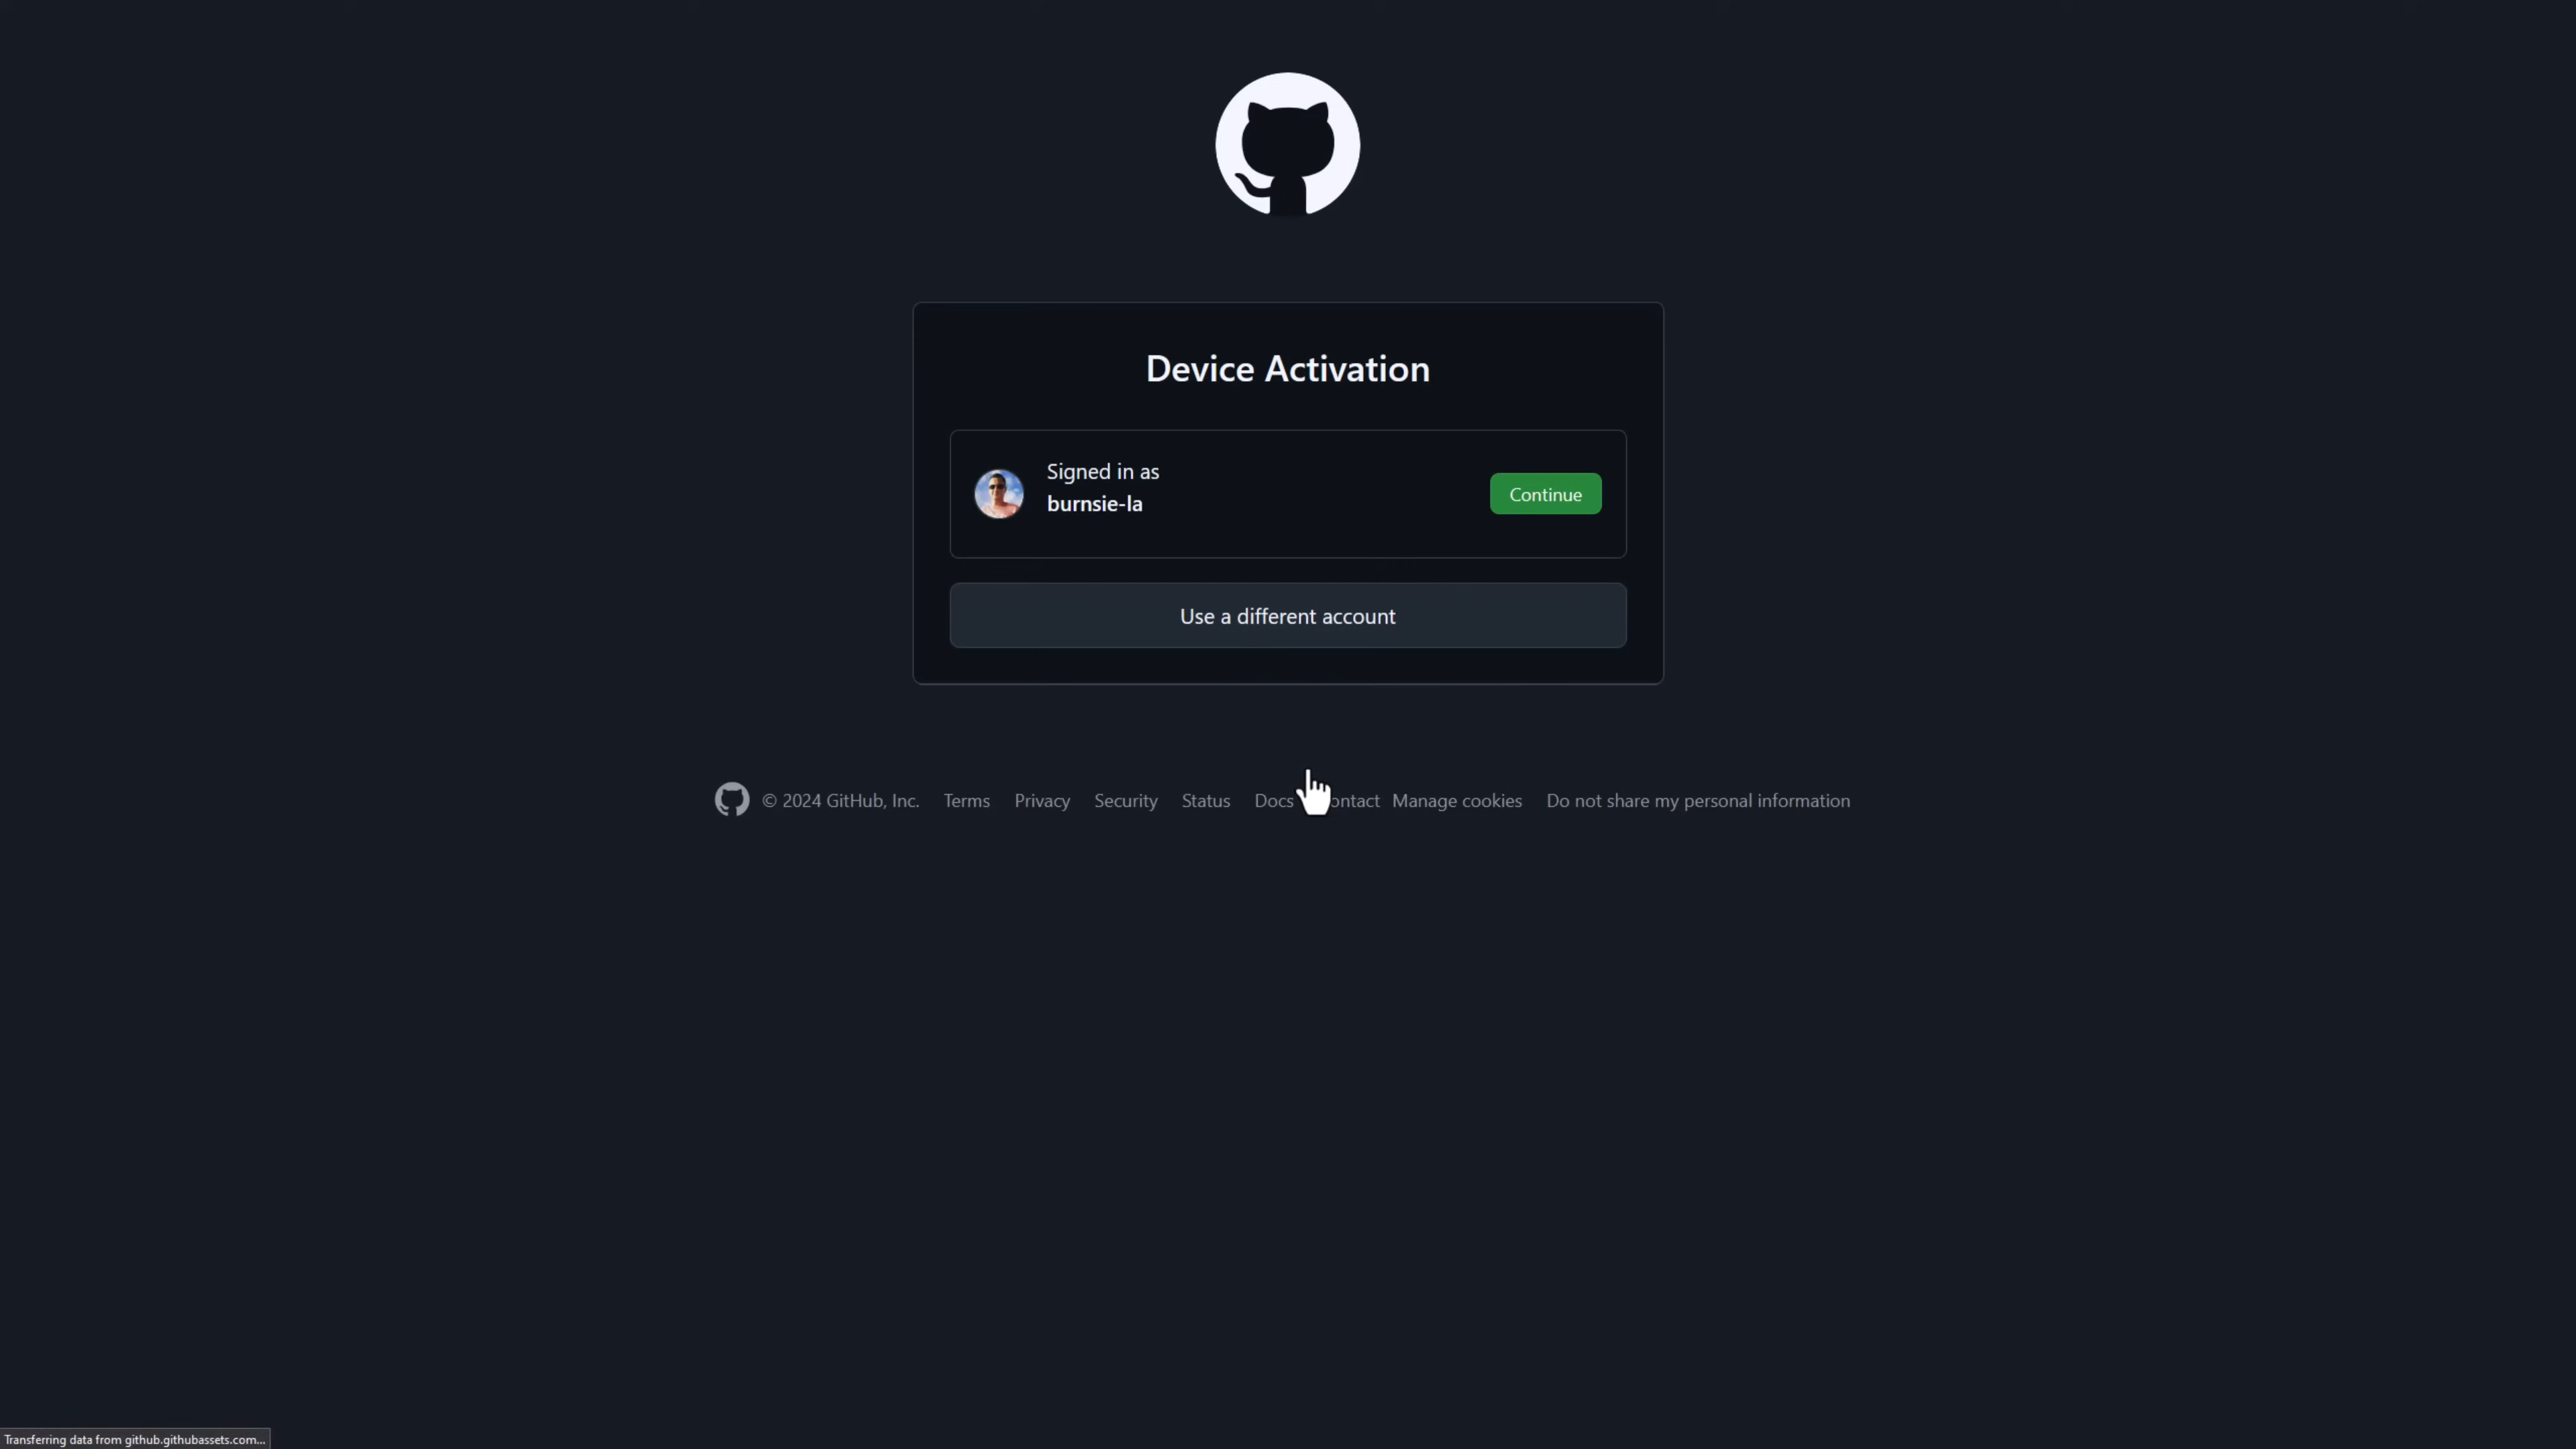 Device Activation
Signed in as
burnsie-la
Continue
Use a different account
© 2024 GitHub, Inc. Terms Privacy Security Status Docs ontact Manage cookies Do not share my personal information
Transferring data from github.githubassets.com...